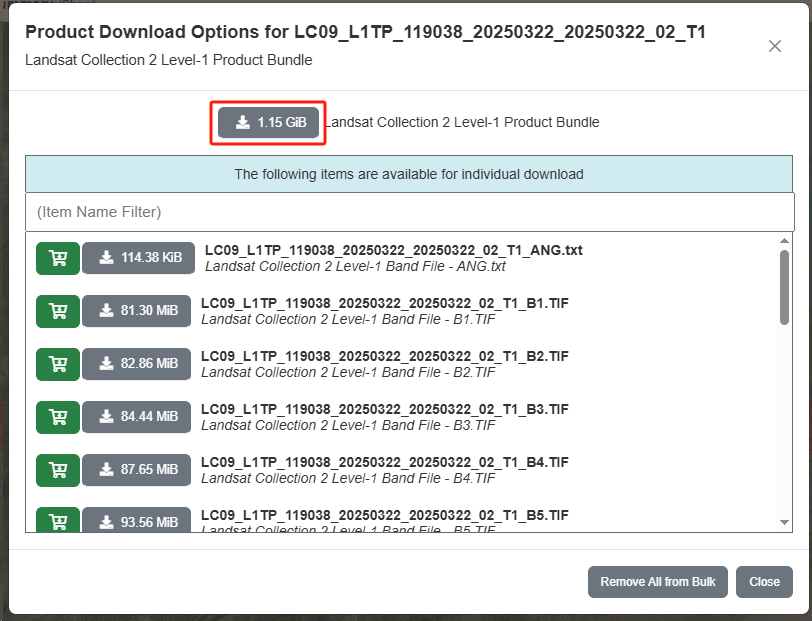 Product Download Options for LC09_L1TP_119038_20250322_20250322_02_T1
Landsat Collection 2 Level-1 Product Bundle
1.15 GiB Landsat Collection 2 Level-1 Product Bundle
The following items are available for individual download
(Item Name Filter)
114.38 KiB LC09_L1TP_119038_20250322_20250322_02_T1_ANG.txt
Landsat Collection 2 Level-1 Band File - ANG.txt
81.30 MiB LC09_L1TP_119038_20250322_20250322_02_T1_B1.TIF
Landsat Collection 2 Level-1 Band File - B1.TIF
82.86 MiB LC09_L1TP_119038_20250322_20250322_02_T1_B2.TIF
Landsat Collection 2 Level-1 Band File - B2.TIF
84.44 MiB LC09_L1TP_119038_20250322_20250322_02_T1_B3.TIF
Landsat Collection 2 Level-1 Band File - B3.TIF
87.65 MiB LC09_L1TP_119038_20250322_20250322_02_T1_B4.TIF
Landsat Collection 2 Level-1 Band File - B4.TIF
93.56 MiB LC09_L1TP_119038_20250322_20250322_02_T1_B5.TIF
Landsat Collection 2 Level-1 Band File - B5.TIF
Remove All from Bulk Close